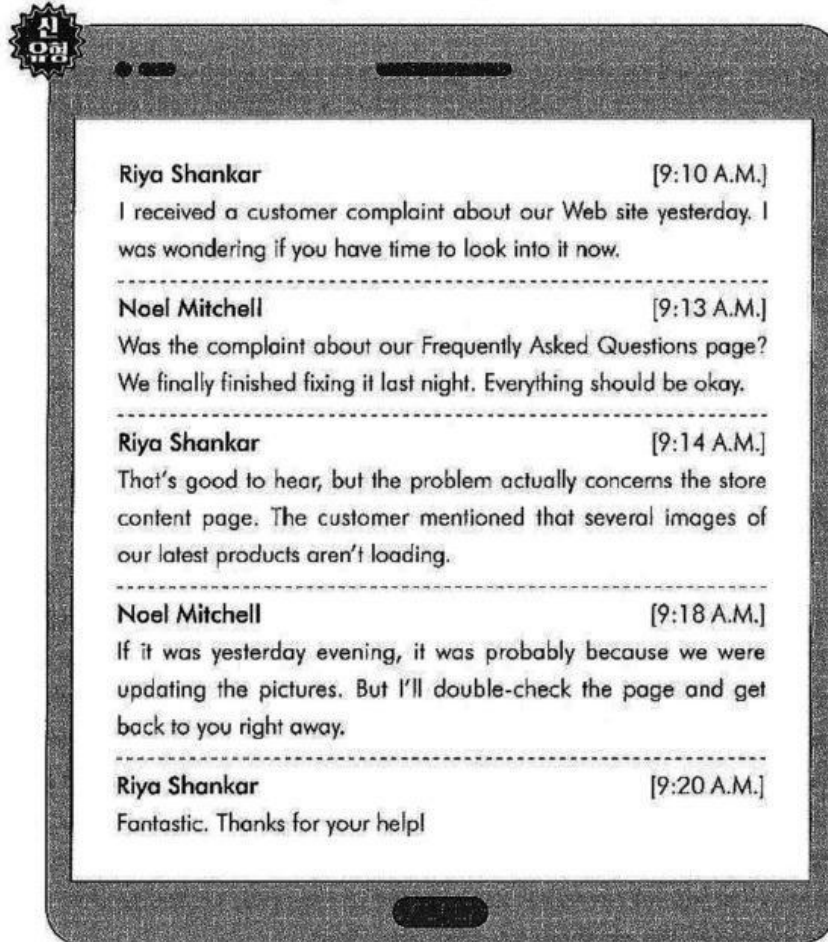 신
유형
Riya Shankar [9:10 A.M.]
I received a customer complaint about our Web site yesterday. I
was wondering if you have time to look into it now.
Noel Mitchell [9:13 A.M.]
Was the complaint about our Frequently Asked Questions page?
We finally finished fixing it last night. Everything should be okay.
Riya Shankar [9:14 A.M.]
That's good to hear, but the problem actually concerns the store
content page. The customer mentioned that several images of
our latest products aren't loading.
Noel Mitchell [9:18 A.M.]
If it was yesterday evening, it was probably because we were
updating the pictures. But I'll double-check the page and get
back to you right away.
Riya Shankar [9:20 A.M.]
Fantastic. Thanks for your help!